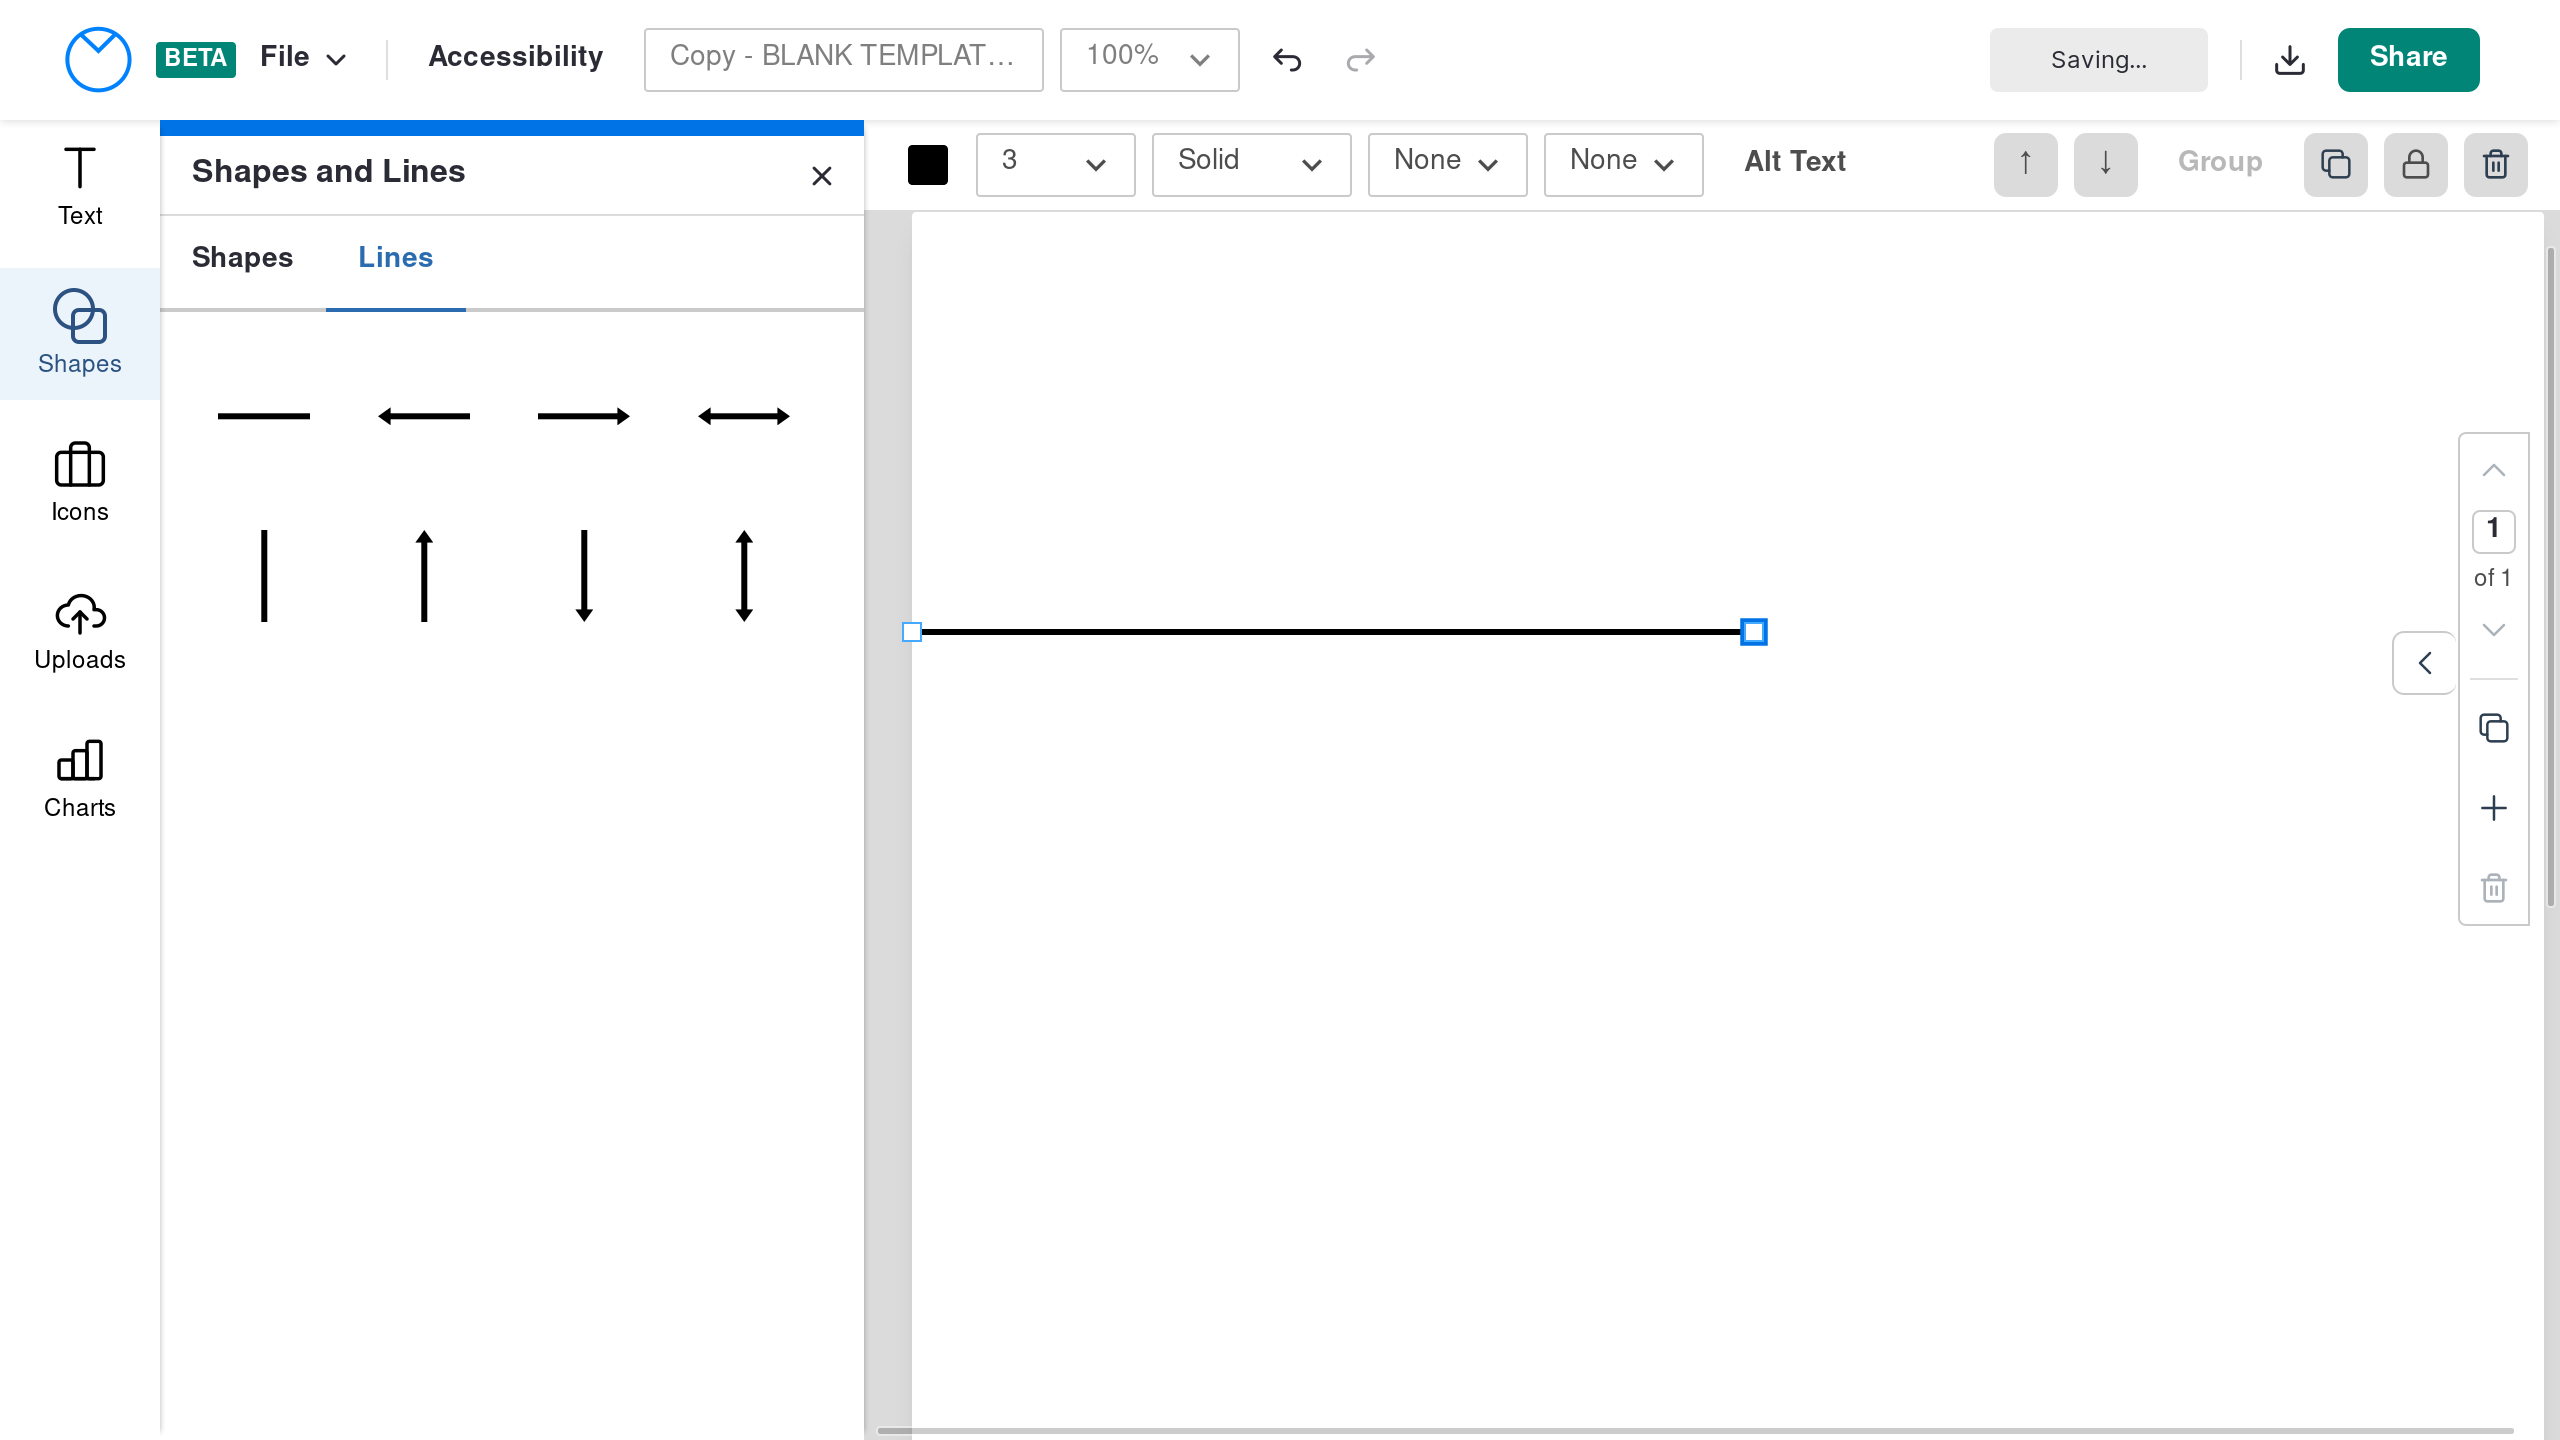 BETA File Accessibility Copy - BLANK TEMPLAT... 100% Saving... Share
Text
Shapes
Icons
Uploads
Charts
Shapes and Lines
Shapes Lines
3 Solid None None Alt Text ↑ ↓ Group
1
of 1